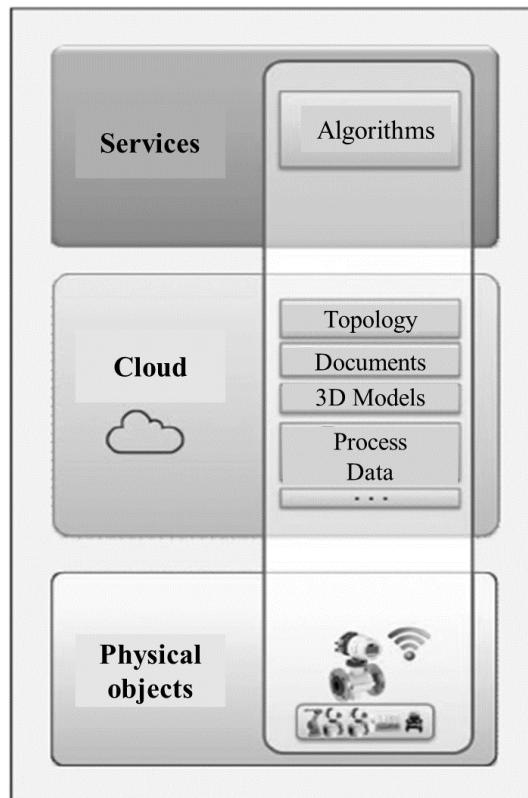 Services
Algorithms
Cloud
Topology
Documents
3D Models
Process
Data
...
Physical
objects